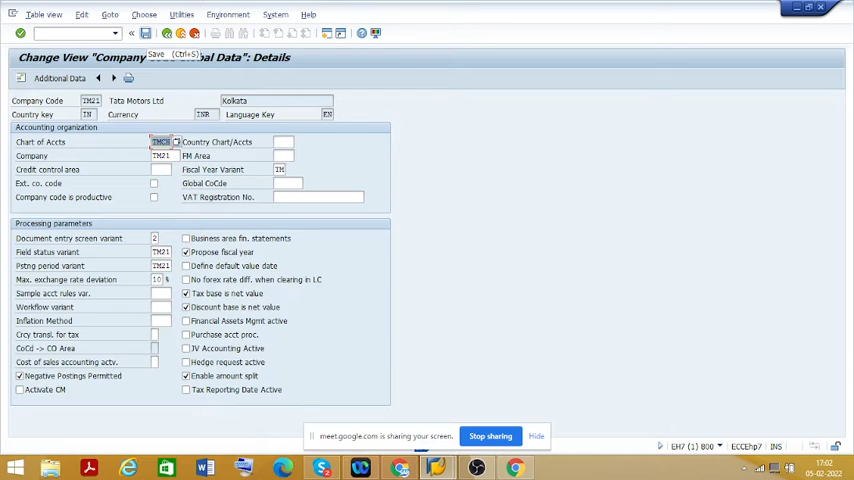 Table view Edit Goto Choose Utilities Environment System Help
Save (Ctrl+S)
Change View "Company Code Global Data": Details
Additional Data
Company Code TM21 Tata Motors Ltd Kolkata
Country key IN Currency INR Language Key EN
Accounting organization
Chart of Accts TMCH Country Chart/Accts
Company TM21 FM Area
Credit control area Fiscal Year Variant TM
Ext. co. code Global CoCde
Company code is productive VAT Registration No.
Processing parameters
Document entry screen variant 2 Business area fin. statements
Field status variant TM21 Propose fiscal year
Pstng period variant TM21 Define default value date
Max. exchange rate deviation 10 % No forex rate diff. when clearing in LC
Sample acct rules var. Tax base is net value
Workflow variant Discount base is net value
Inflation Method Financial Assets Mgmt active
Crcy transl. for tax Purchase acct proc.
CoCd -> CO Area JV Accounting Active
Cost of sales accounting actv. Hedge request active
Negative Postings Permitted Enable amount split
Activate CM Tax Reporting Date Active
meet.google.com is sharing your screen. Stop sharing Hide
EH7 (1) 800 ECCEhp7 INS
17:02
05-02-2022